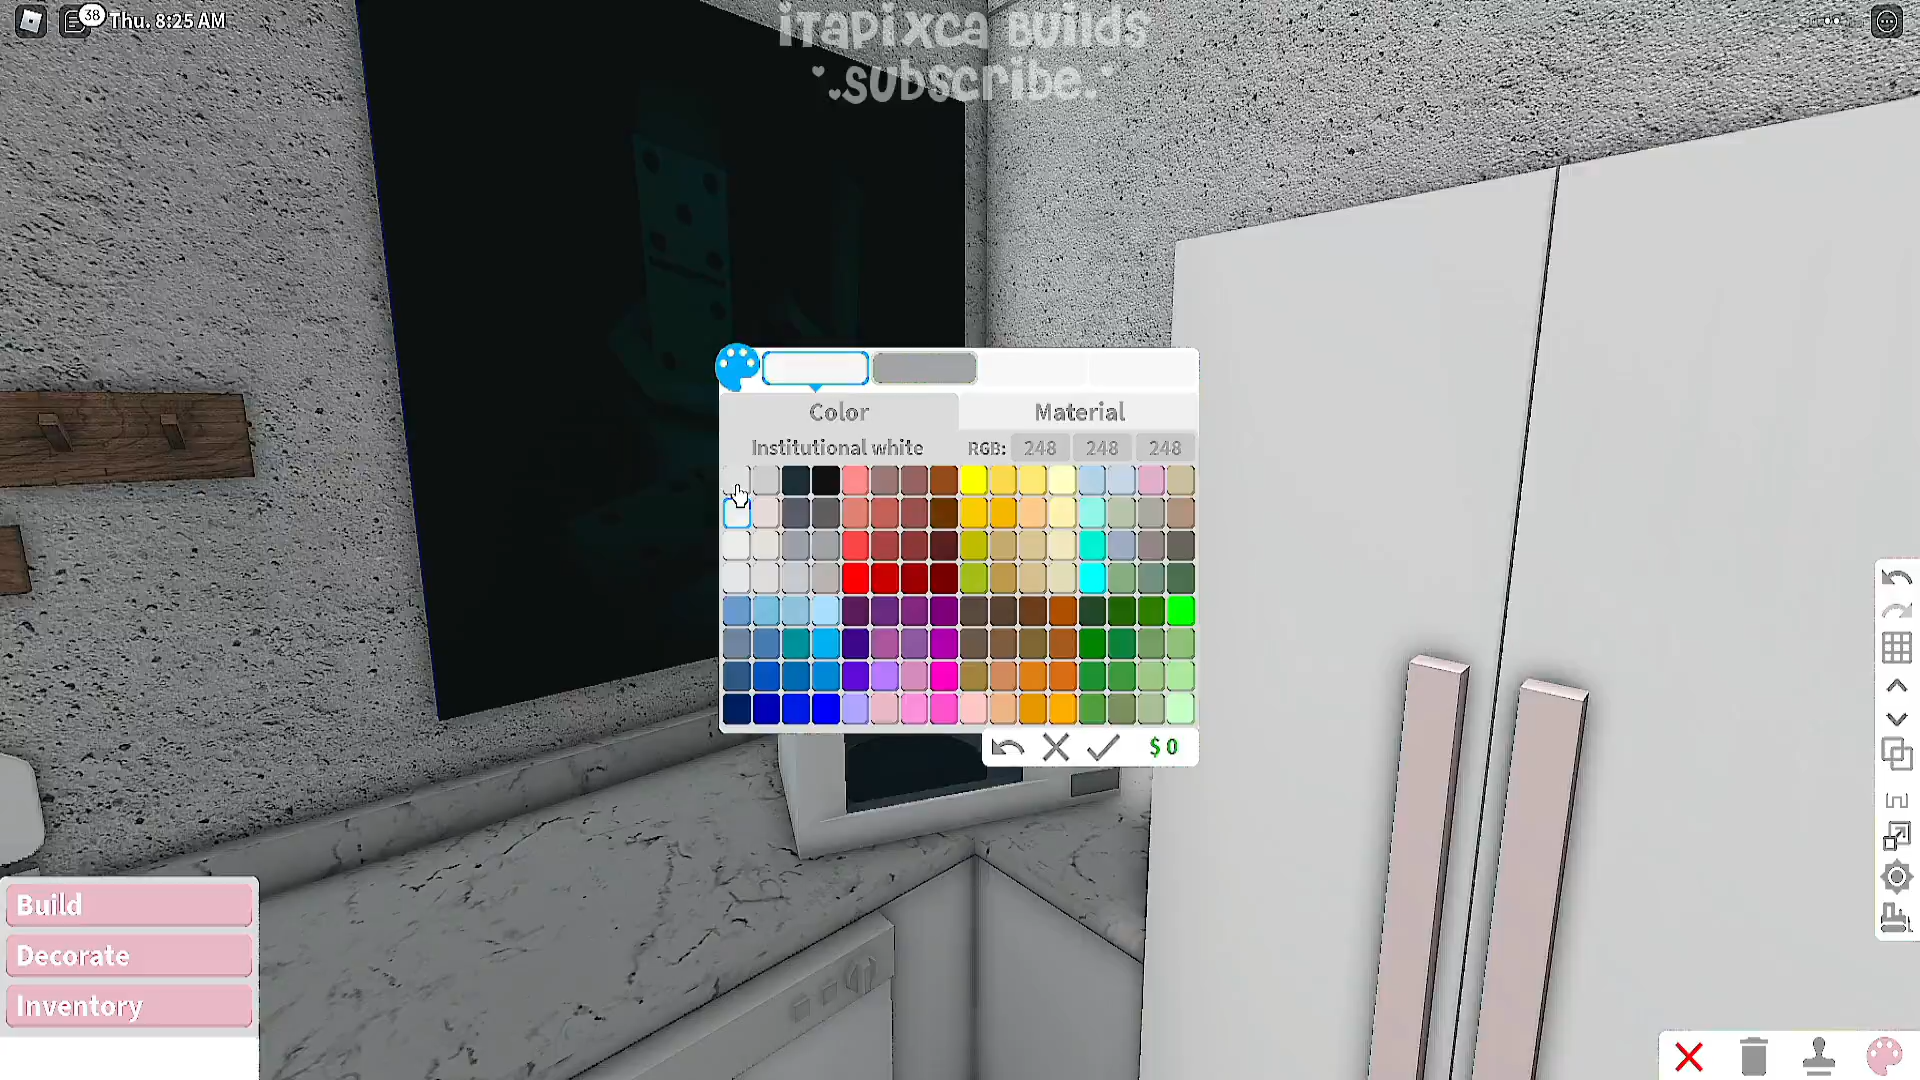 38 Thu. 8:25 AM
iTapixca Builds
.subscribe.
Color
Material
Institutional white
RGB: 248 248 248
$0
Build
Decorate
Inventory